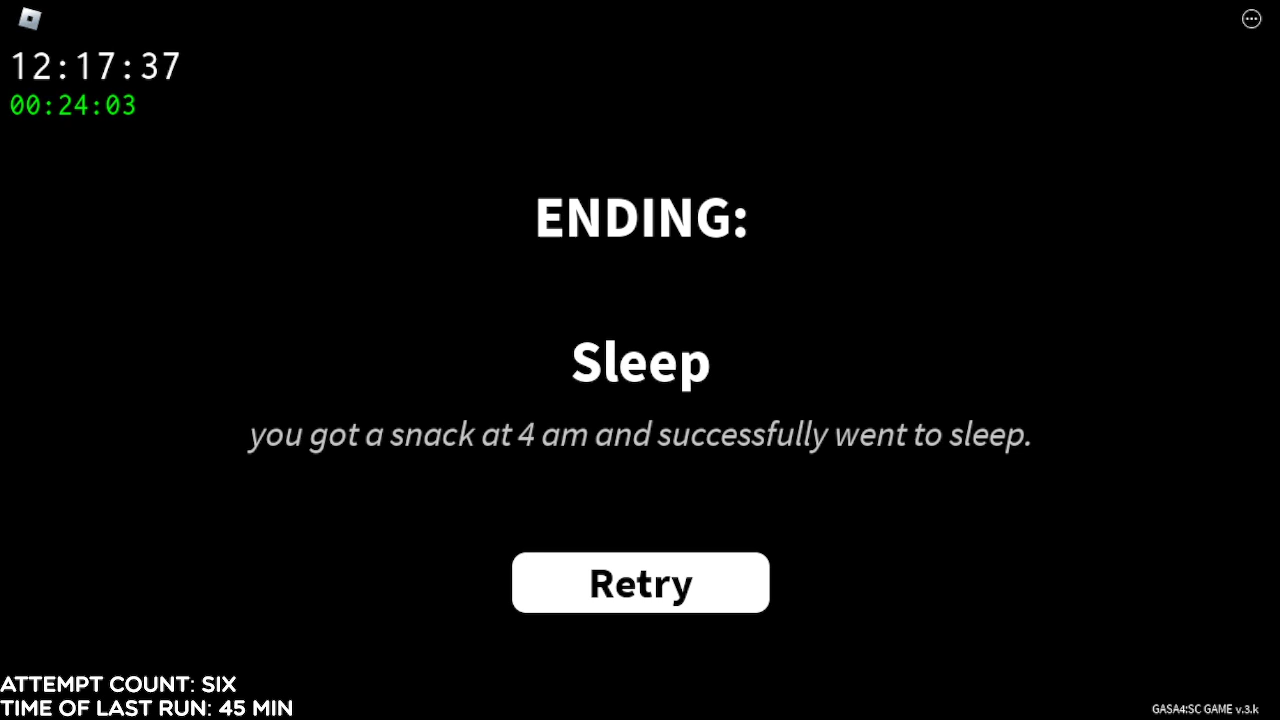 12:17:37
00:24:03
ENDING:
Sleep
you got a snack at 4 am and successfully went to sleep.
Retry
ATTEMPT COUNT: SIX
TIME OF LAST RUN: 45 MIN
GASA4:SC GAME v.3.k